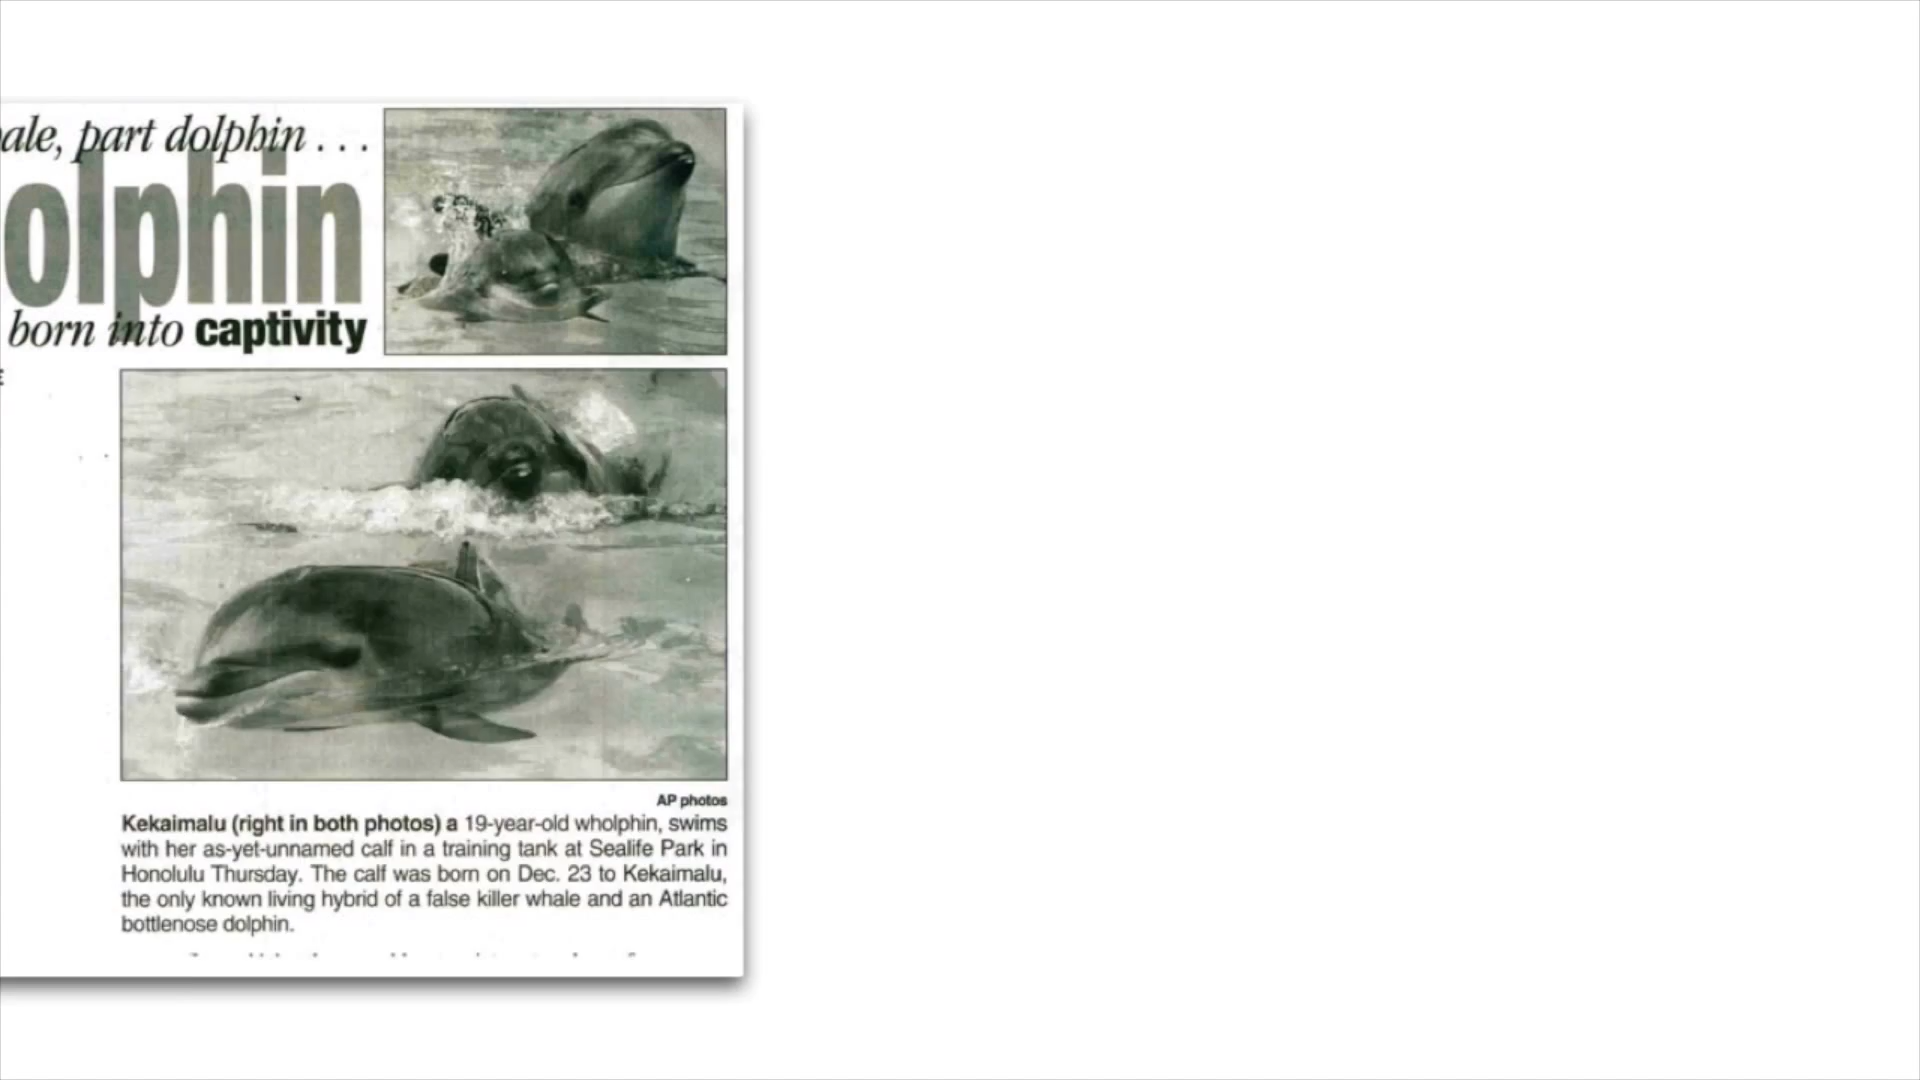 ale, part dolphin . . .
olphin
born into captivity
AP photos
Kekaimalu (right in both photos) a 19-year-old wholphin, swims
with her as-yet-unnamed calf in a training tank at Sealife Park in
Honolulu Thursday. The calf was born on Dec. 23 to Kekaimalu,
the only known living hybrid of a false killer whale and an Atlantic
bottlenose dolphin.